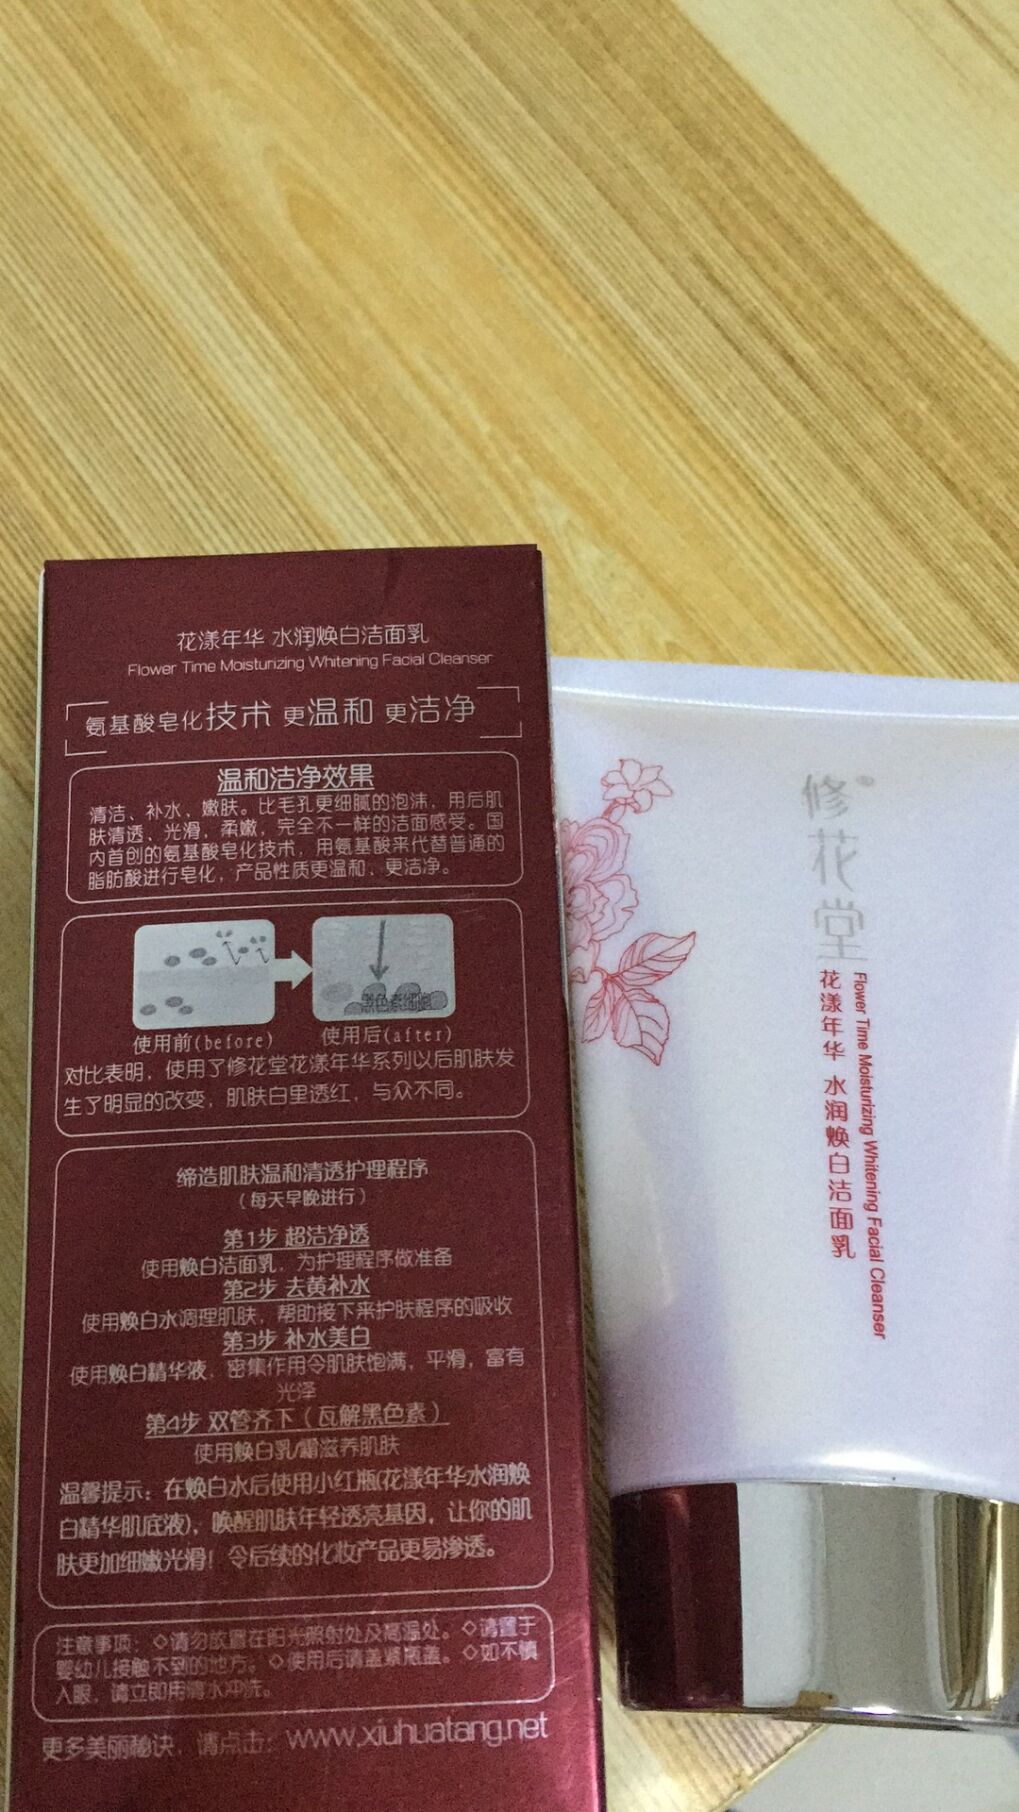 花漾年华 水润焕白洁面乳
Flower Time Moisturizing Whitening Facial Cleanser
氨基酸皂化技术 更温和 更洁净
温和洁净效果
清洁、补水、嫩肤。比毛孔更细腻的泡沫，用后肌
肤清透、光滑，柔嫩，完全不一样的洁面感受。国
内首创的氨基酸皂化技术，用氨基酸来代替普通的
脂肪酸进行皂化，产品性质更温和、更洁净。
黑色素细胞
使用前(before)
使用后(after)
对比表明，使用了修花堂花漾年华系列以后肌肤发
生了明显的改变，肌肤白里透红，与众不同。
缔造肌肤温和清透护理程序
（每天早晚进行）
第1步 超洁净透
使用焕白洁面乳，为护理程序做准备
第2步 去黄补水
使用焕白水调理肌肤，帮助接下来护肤程序的吸收
第3步 补水美白
使用焕白精华液，密集作用令肌肤饱满，平滑，富有
光泽
第4步 双管齐下（瓦解黑色素）
使用焕白乳/霜滋养肌肤
温馨提示：在焕白水后使用小红瓶(花漾年华水润焕
白精华肌底液)，唤醒肌肤年轻透亮基因，让你的肌
肤更加细嫩光滑！令后续的化妆产品更易渗透。
注意事项：◇请勿放置在阳光照射处及高温处。◇请置于
婴幼儿接触不到的地方。◇使用后请盖紧瓶盖。◇如不慎
入眼，请立即用清水冲洗。
更多美丽秘诀，请点击：www.xiuhuatang.net
修花堂
花漾年华 水润焕白洁面乳
Flower Time Moisturizing Whitening Facial Cleanser